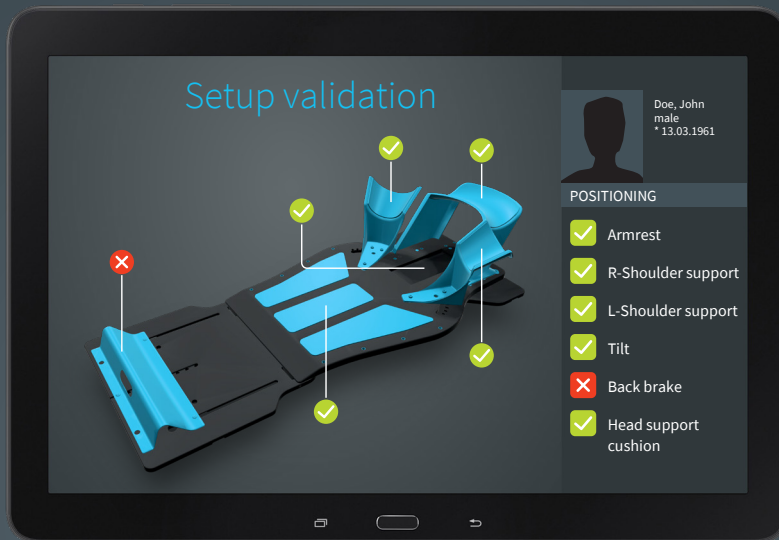 Setup validation
Doe, John
male
* 13.03.1961
POSITIONING
Armrest
R-Shoulder support
L-Shoulder support
Tilt
Back brake
Head support
cushion